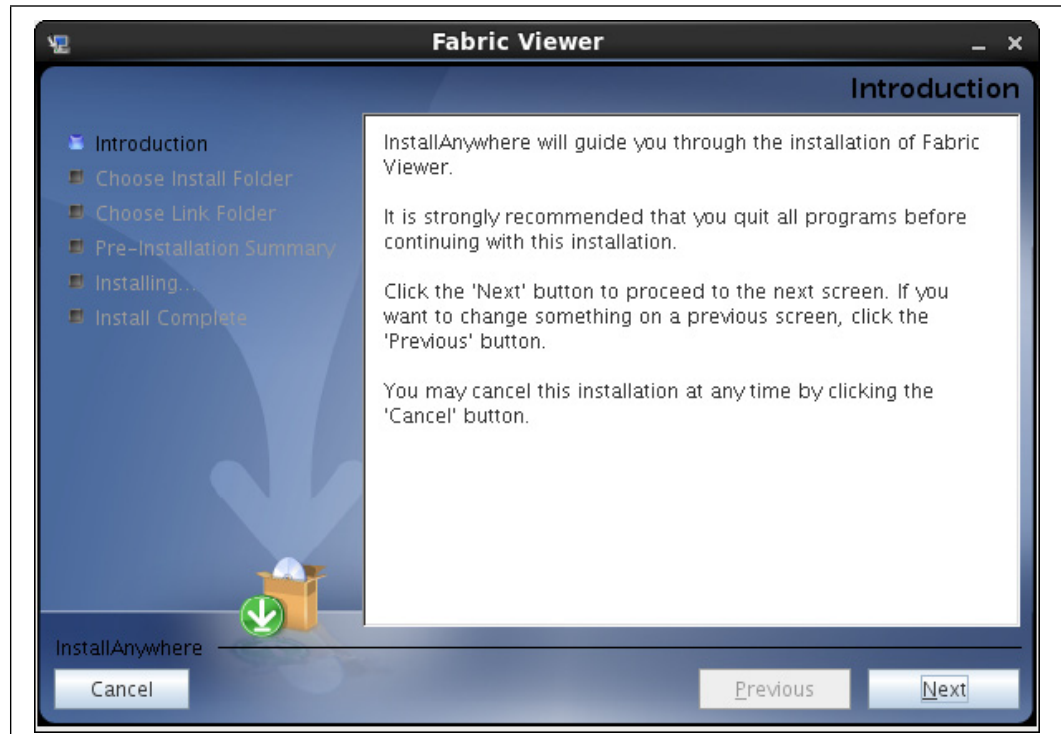 Fabric Viewer
Introduction
Introduction
Choose Install Folder
Choose Link Folder
Pre-Installation Summary
Installing...
Install Complete
InstallAnywhere will guide you through the installation of Fabric
Viewer.
It is strongly recommended that you quit all programs before
continuing with this installation.
Click the 'Next' button to proceed to the next screen. If you
want to change something on a previous screen, click the
'Previous' button.
You may cancel this installation at any time by clicking the
'Cancel' button.
InstallAnywhere
Cancel
Previous
Next